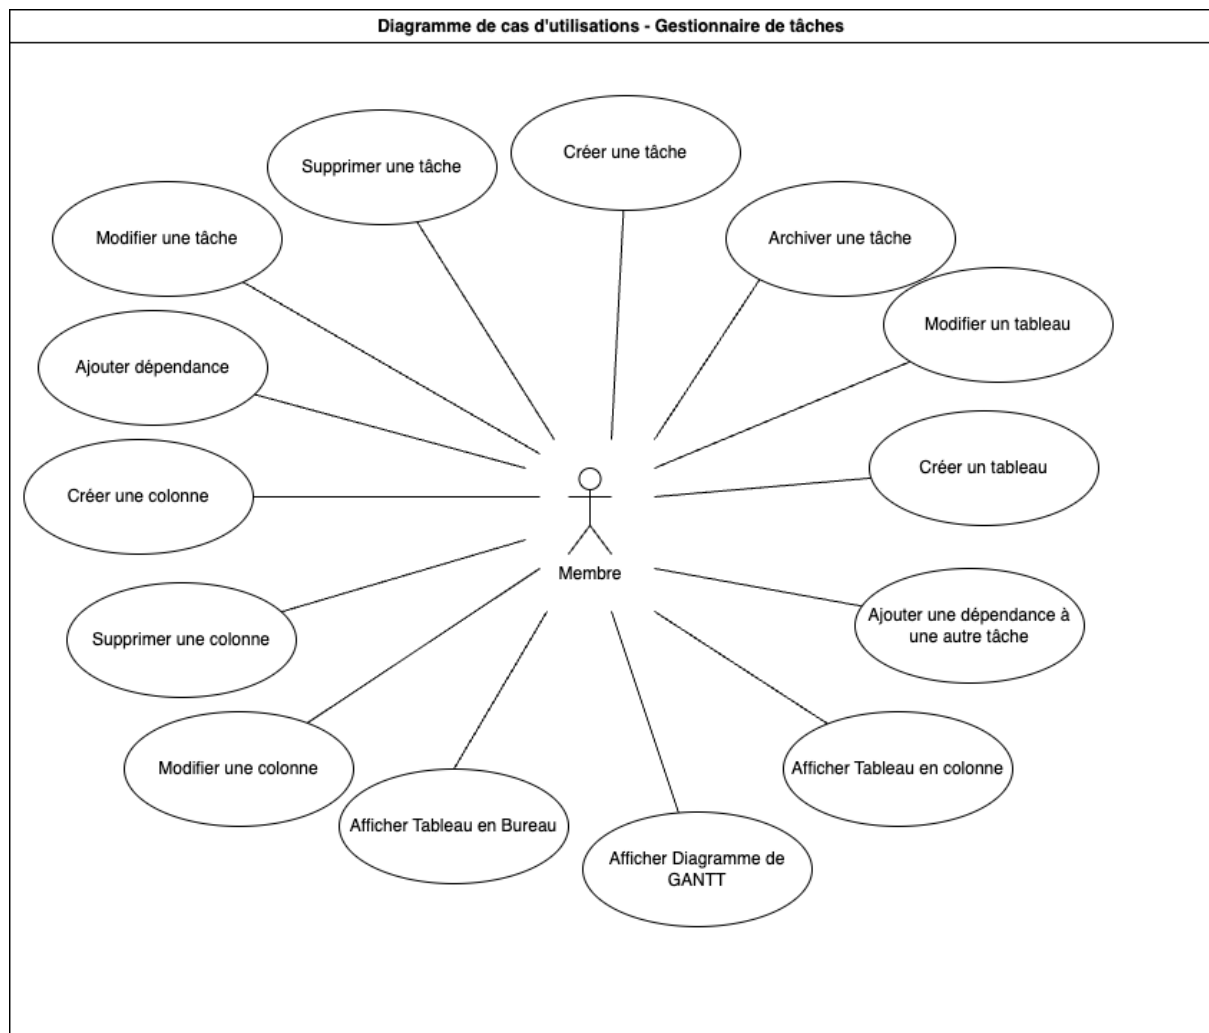 Diagramme de cas d'utilisations - Gestionnaire de tâches
Créer une tâche
Supprimer une tâche
Modifier une tâche
Archiver une tâche
Modifier un tableau
Ajouter dépendance
Créer un tableau
Créer une colonne
Membre
Ajouter une dépendance à
une autre tâche
Supprimer une colonne
Modifier une colonne
Afficher Tableau en colonne
Afficher Tableau en Bureau
Afficher Diagramme de
GANTT